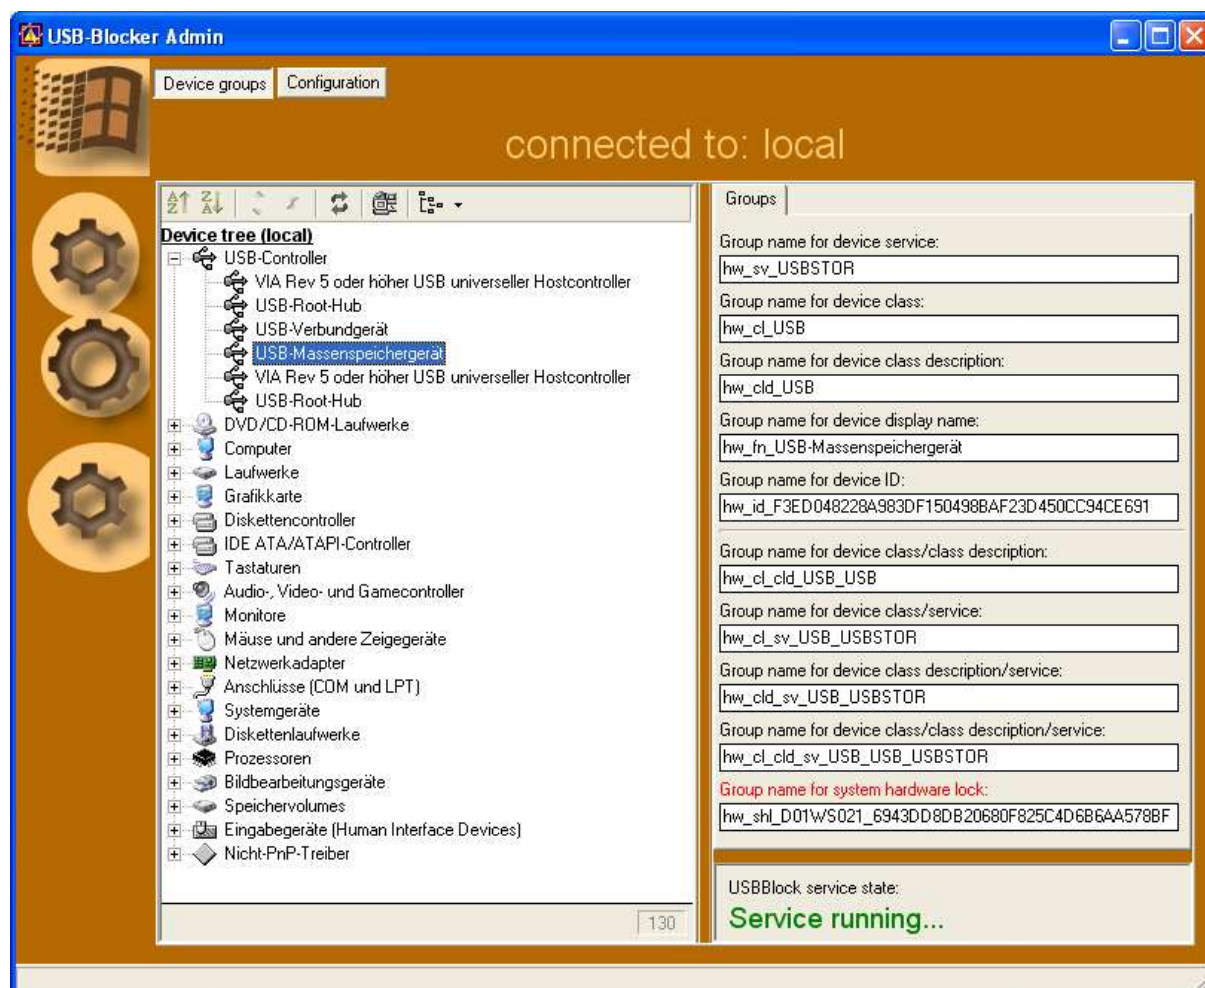 USB-Blocker Admin
Device groups
Configuration
connected to: local
Device tree (local)
USB-Controller
VIA Rev 5 oder höher USB universeller Hostcontroller
USB-Root-Hub
USB-Verbundgerät
USB-Massenspeichergerät
VIA Rev 5 oder höher USB universeller Hostcontroller
USB-Root-Hub
DVD/CD-ROM-Laufwerke
Computer
Laufwerke
Grafikkarte
Diskettencontroller
IDE ATA/ATAPI-Controller
Tastaturen
Audio-, Video- und Gamecontroller
Monitore
Mäuse und andere Zeigegeräte
Netzwerkadapter
Anschlüsse (COM und LPT)
Systemgeräte
Diskettenlaufwerke
Prozessoren
Bildbearbeitungsgeräte
Speichervolumes
Eingabegeräte (Human Interface Devices)
Nicht-PnP-Treiber
130
Groups
Group name for device service:
hw_sv_USBSTOR
Group name for device class:
hw_cl_USB
Group name for device class description:
hw_cld_USB
Group name for device display name:
hw_fn_USB-Massenspeichergerät
Group name for device ID:
hw_id_F3ED048228A983DF150498BAF23D450CC94CE691
Group name for device class/class description:
hw_cl_cld_USB_USB
Group name for device class/service:
hw_cl_sv_USB_USBSTOR
Group name for device class description/service:
hw_cld_sv_USB_USBSTOR
Group name for device class/class description/service:
hw_cl_cld_sv_USB_USB_USBSTOR
Group name for system hardware lock:
hw_shl_D01WS021_6943DD8DB20680F825C4D6B6AA578BF
USBBlock service state:
Service running...